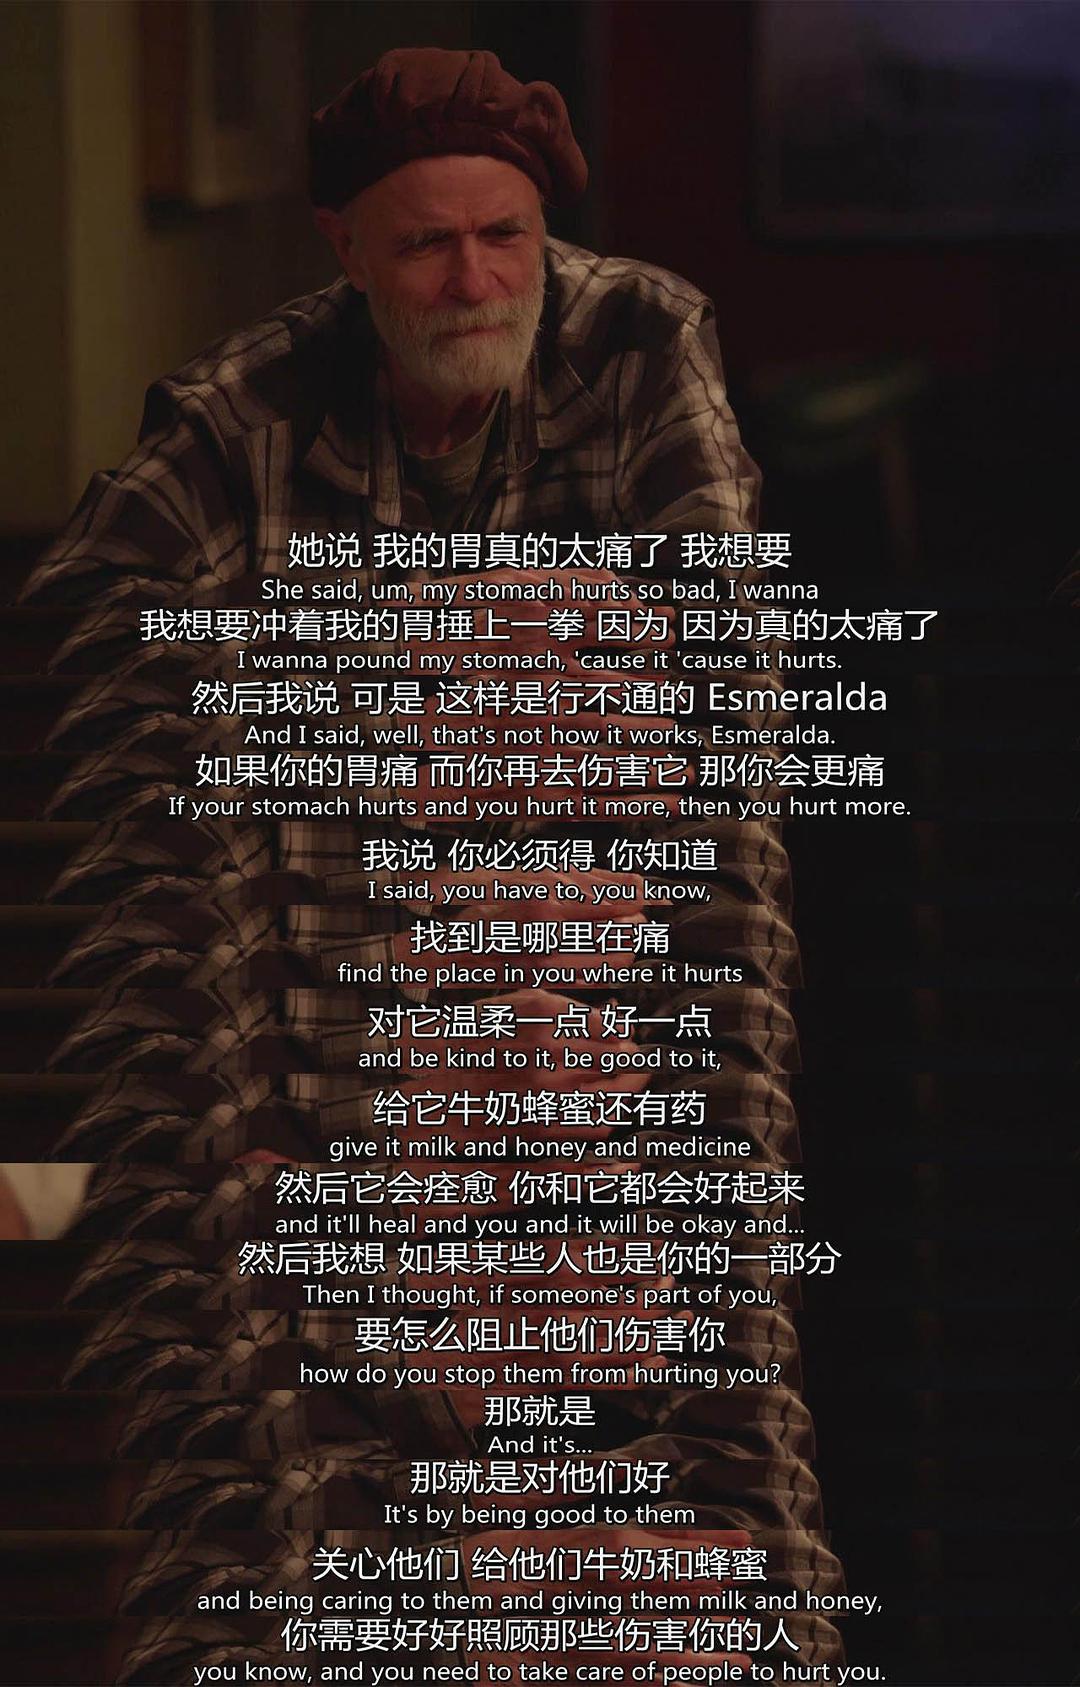 她说 我的胃真的太痛了 我想要
She said, um, my stomach hurts so bad, I wanna
我想要冲着我的胃捶上一拳 因为 因为真的太痛了
I wanna pound my stomach, 'cause it 'cause it hurts.
然后我说 可是 这样是行不通的 Esmeralda
And I said, well, that's not how it works, Esmeralda.
如果你的胃痛 而你再去伤害它 那你会更痛
If your stomach hurts and you hurt it more, then you hurt more.
我说 你必须得 你知道
I said, you have to, you know,
找到是哪里在痛
find the place in you where it hurts
对它温柔一点 好一点
and be kind to it, be good to it,
给它牛奶蜂蜜还有药
give it milk and honey and medicine
然后它会痊愈 你和它都会好起来
and it'll heal and you and it will be okay and...
然后我想 如果某些人也是你的一部分
Then I thought, if someone's part of you,
要怎么阻止他们伤害你
how do you stop them from hurting you?
那就是
And it's...
那就是对他们好
It's by being good to them
关心他们 给他们牛奶和蜂蜜
and being caring to them and giving them milk and honey,
你需要好好照顾那些伤害你的人
you know, and you need to take care of people to hurt you.